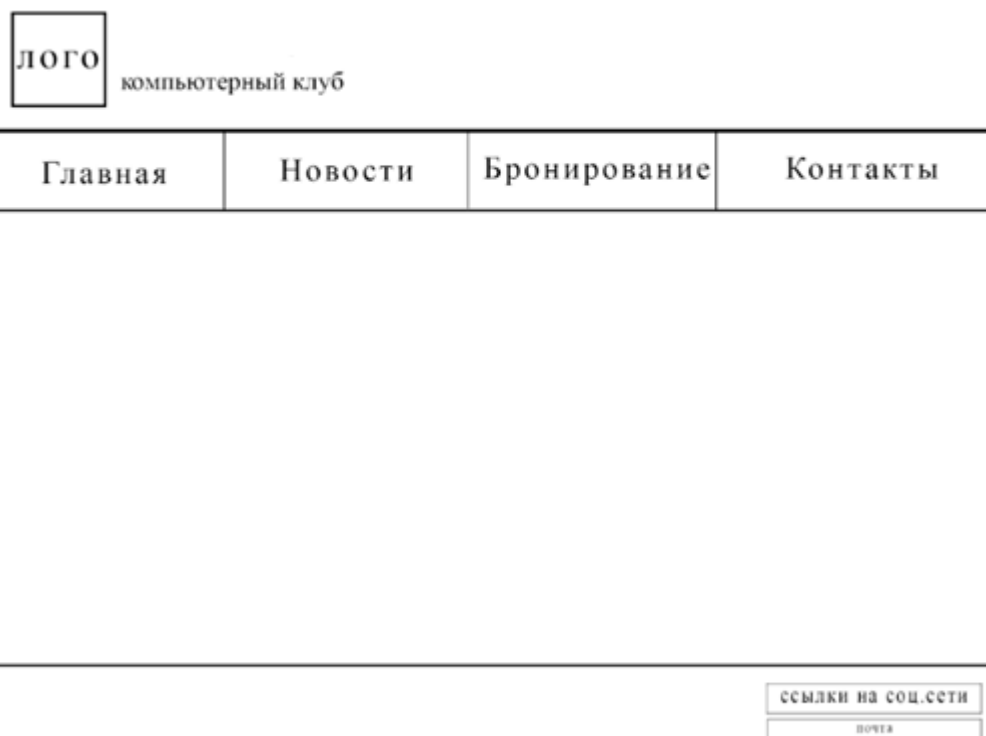 лого
компьютерный клуб
Главная Новости Бронирование Контакты
ссылки на соц.сети
почта